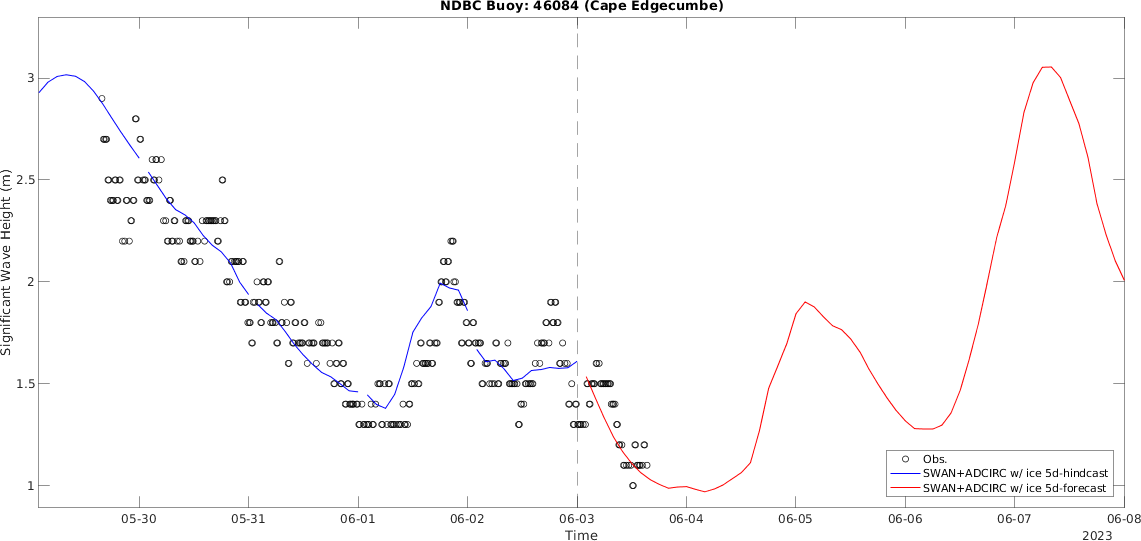 NDBC Buoy: 46084 (Cape Edgecumbe)
Significant Wave Height (m)
3
2.5
2
1.5
1
Obs.
SWAN+ADCIRC w/ ice 5d-hindcast
SWAN+ADCIRC w/ ice 5d-forecast
05-30 05-31 06-01 06-02 06-03 06-04 06-05 06-06 06-07 06-08
Time
2023